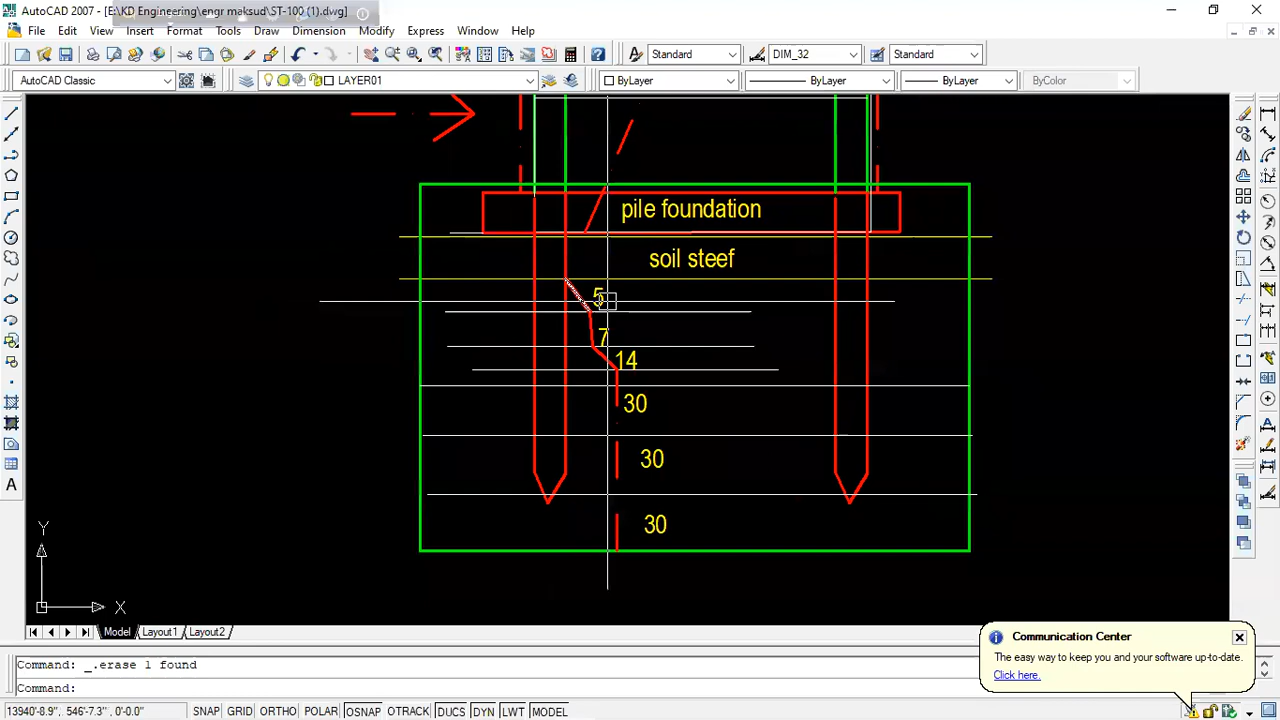 AutoCAD 2007 - [E:\KD Engineering\engr maksud\ST-100 (1).dwg]
File Edit View Insert Format Tools Draw Dimension Modify Express Window Help
Standard DIM_32 Standard
AutoCAD Classic LAYER01 ByLayer ByLayer ByLayer ByColor
pile foundation
soil steef
5
7
14
30
30
30
Y
X
A
Model Layout1 Layout2
Command: _.erase 1 found
Command:
Communication Center
The easy way to keep you and your software up-to-date.
Click here.
13940'-8.9", 546'-7.3", 0'-0.0" SNAP GRID ORTHO POLAR OSNAP OTRACK DUCS DYN LWT MODEL